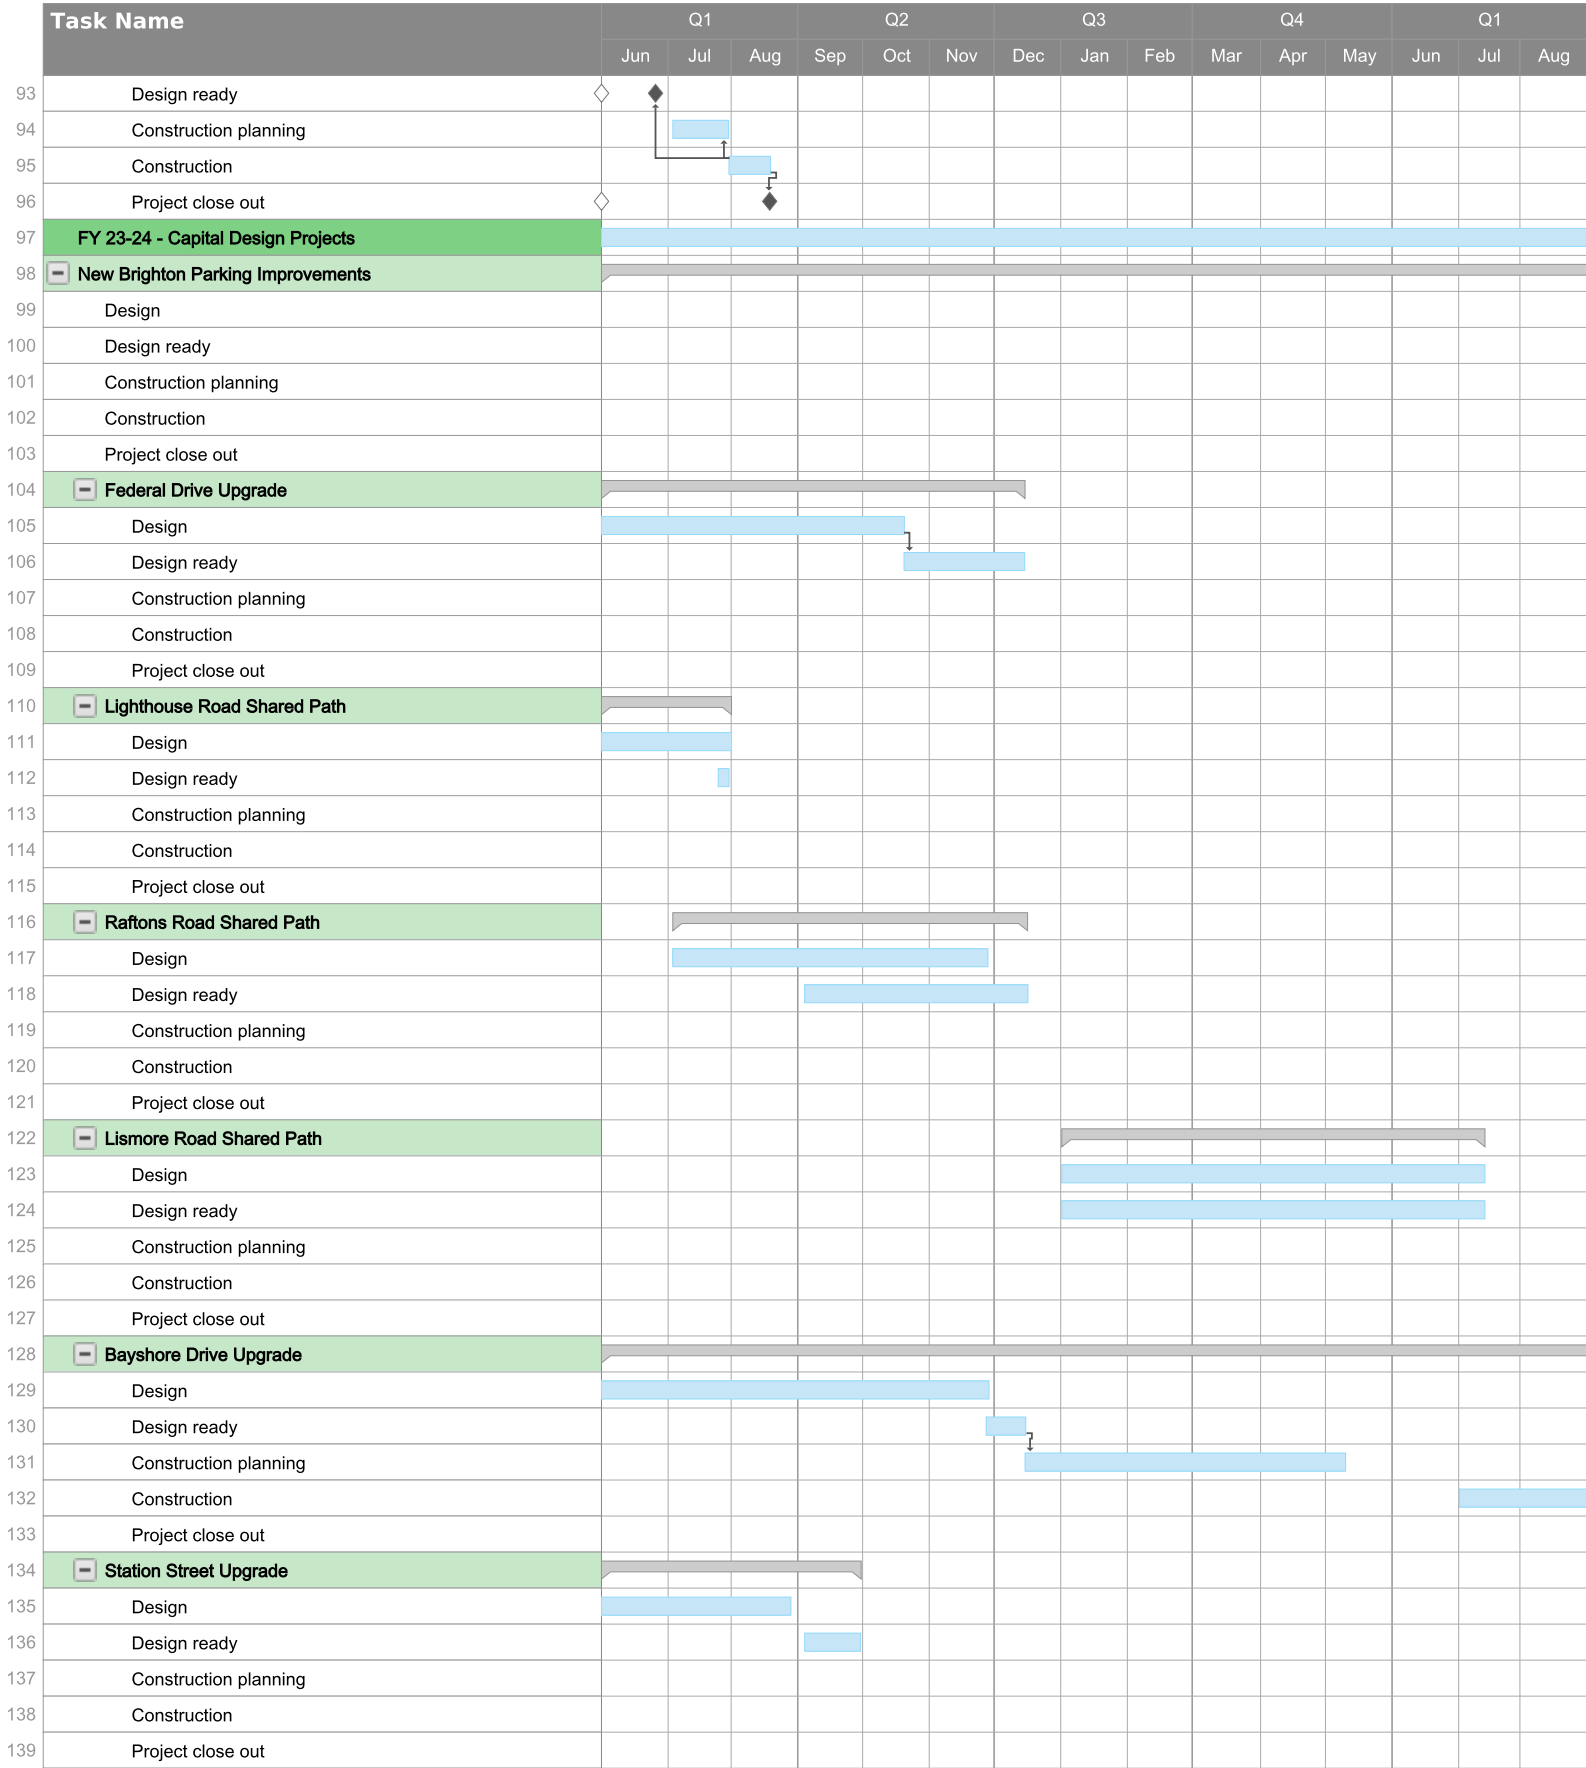 Task Name Q1 Q2 Q3 Q4 Q1
Jun Jul Aug Sep Oct Nov Dec Jan Feb Mar Apr May Jun Jul Aug
93 Design ready
94 Construction planning
95 Construction
96 Project close out
97 FY 23-24 - Capital Design Projects
98 New Brighton Parking Improvements
99 Design
100 Design ready
101 Construction planning
102 Construction
103 Project close out
104 Federal Drive Upgrade
105 Design
106 Design ready
107 Construction planning
108 Construction
109 Project close out
110 Lighthouse Road Shared Path
111 Design
112 Design ready
113 Construction planning
114 Construction
115 Project close out
116 Raftons Road Shared Path
117 Design
118 Design ready
119 Construction planning
120 Construction
121 Project close out
122 Lismore Road Shared Path
123 Design
124 Design ready
125 Construction planning
126 Construction
127 Project close out
128 Bayshore Drive Upgrade
129 Design
130 Design ready
131 Construction planning
132 Construction
133 Project close out
134 Station Street Upgrade
135 Design
136 Design ready
137 Construction planning
138 Construction
139 Project close out